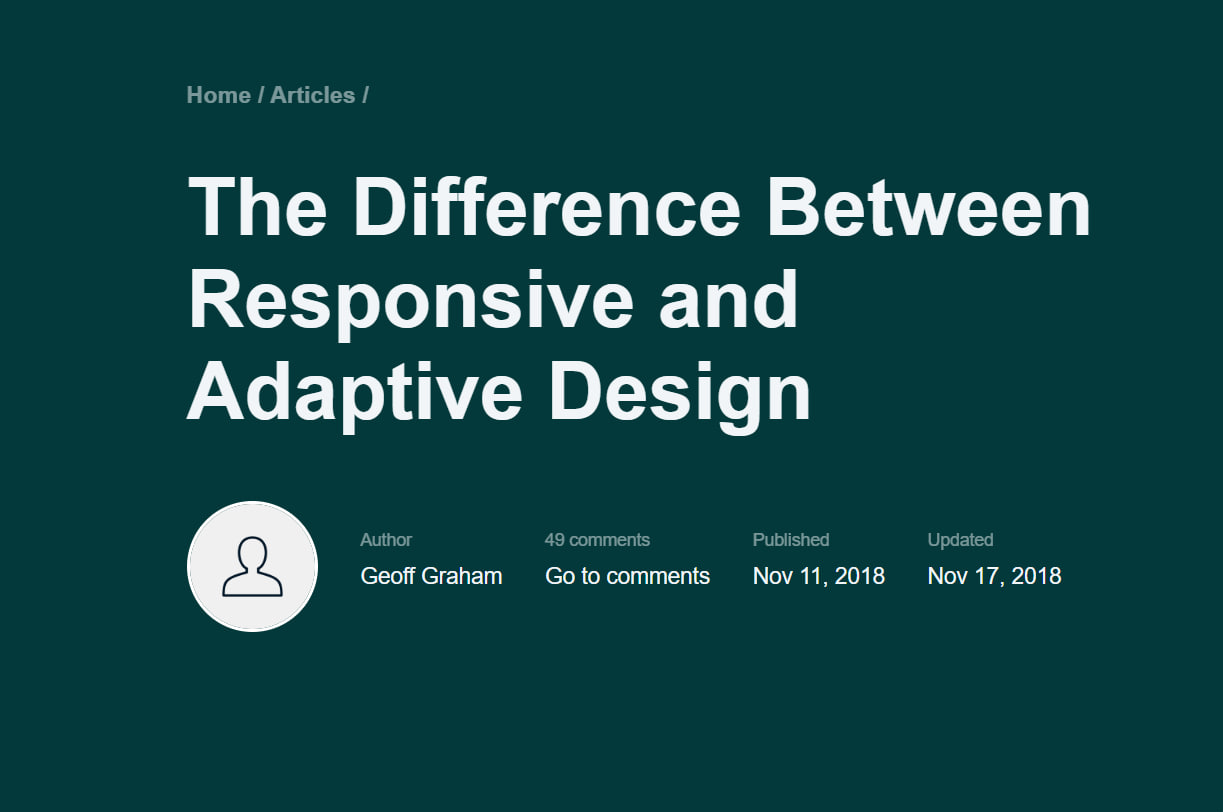 Home / Articles /
The Difference Between
Responsive and
Adaptive Design
Author
Geoff Graham
49 comments
Go to comments
Published
Nov 11, 2018
Updated
Nov 17, 2018